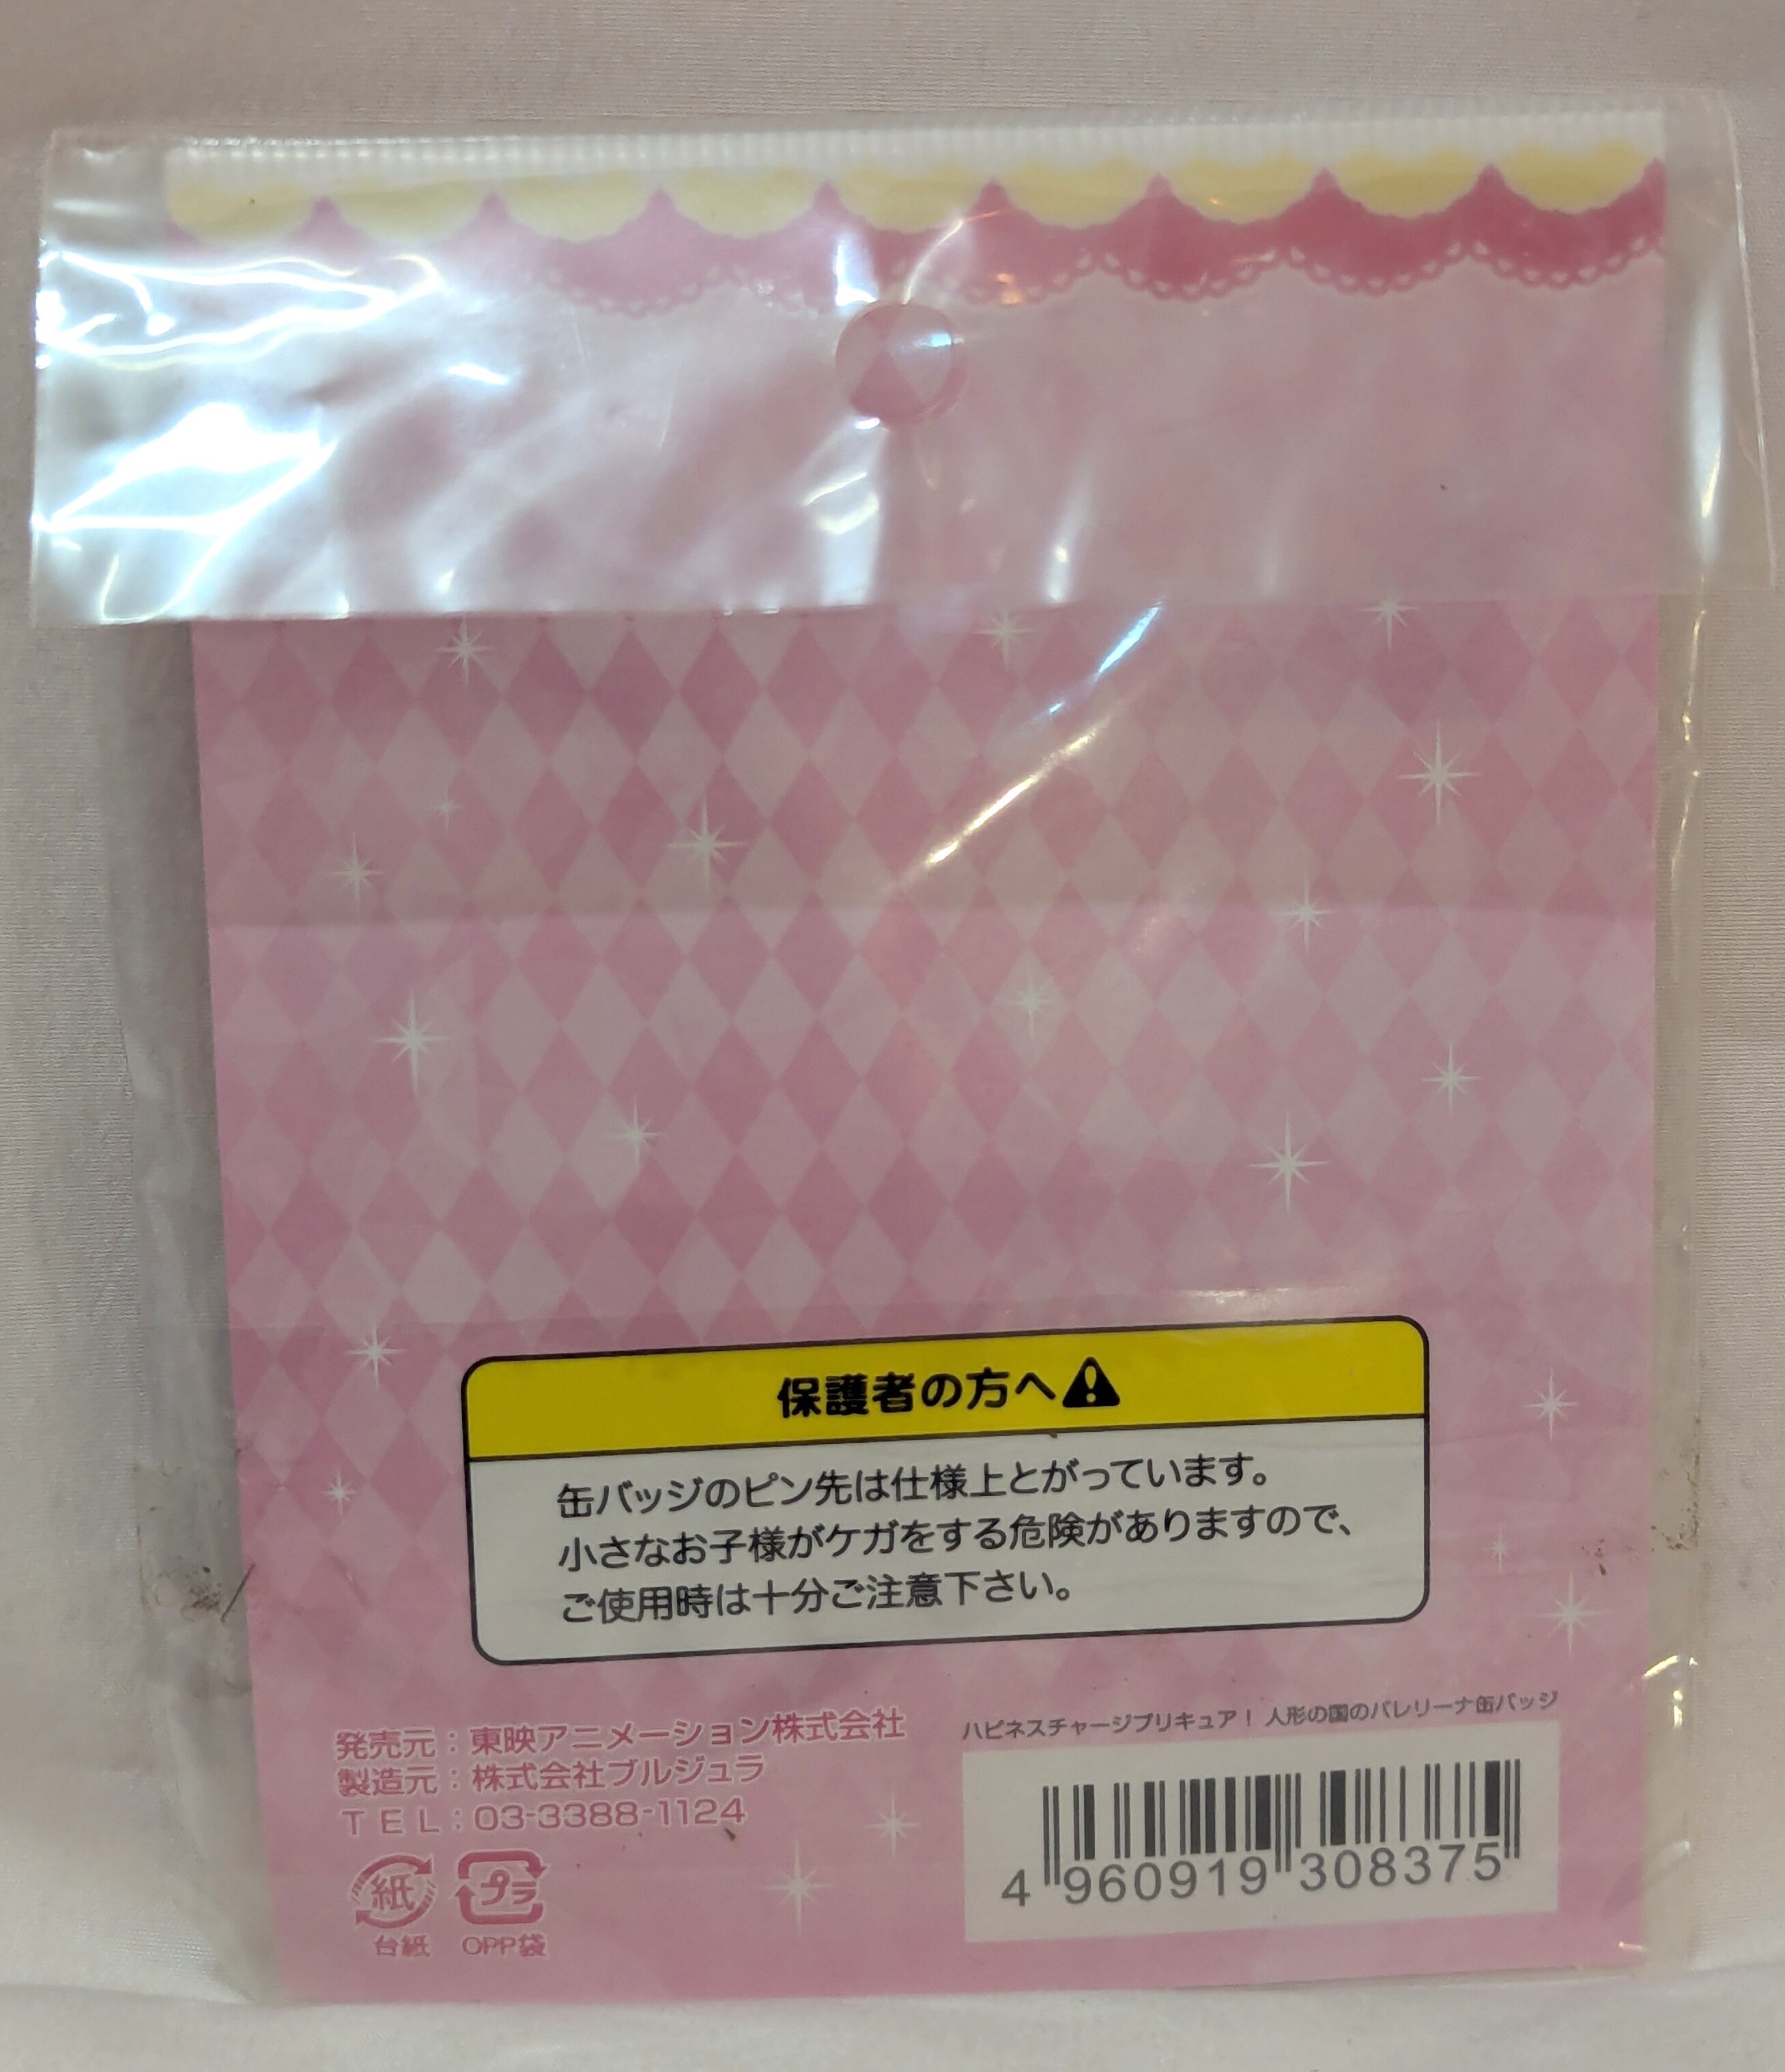 保護者の方へ
缶バッジのピン先は仕様上とがっています。
小さなお子様がケガをする危険がありますので、
ご使用時は十分ご注意下さい。
発売元:東映アニメーション株式会社
製造元:株式会社ブルジュラ
TEL:03-3388-1124
紙 プラ
台紙 OPP袋
ハピネスチャージプリキュア! 人形の国のバレリーナ缶バッジ
4 960919 308375